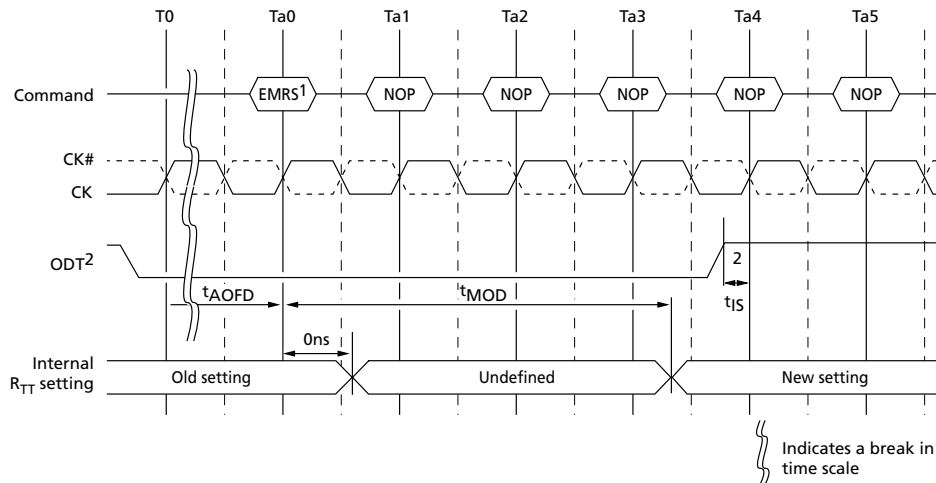 T0 Ta0 Ta1 Ta2 Ta3 Ta4 Ta5
Command EMRS1 NOP NOP NOP NOP NOP
CK#
CK
ODT2 2
tAOFD tMOD tIS
0ns
Internal
RTT setting Old setting Undefined New setting
Indicates a break in
time scale